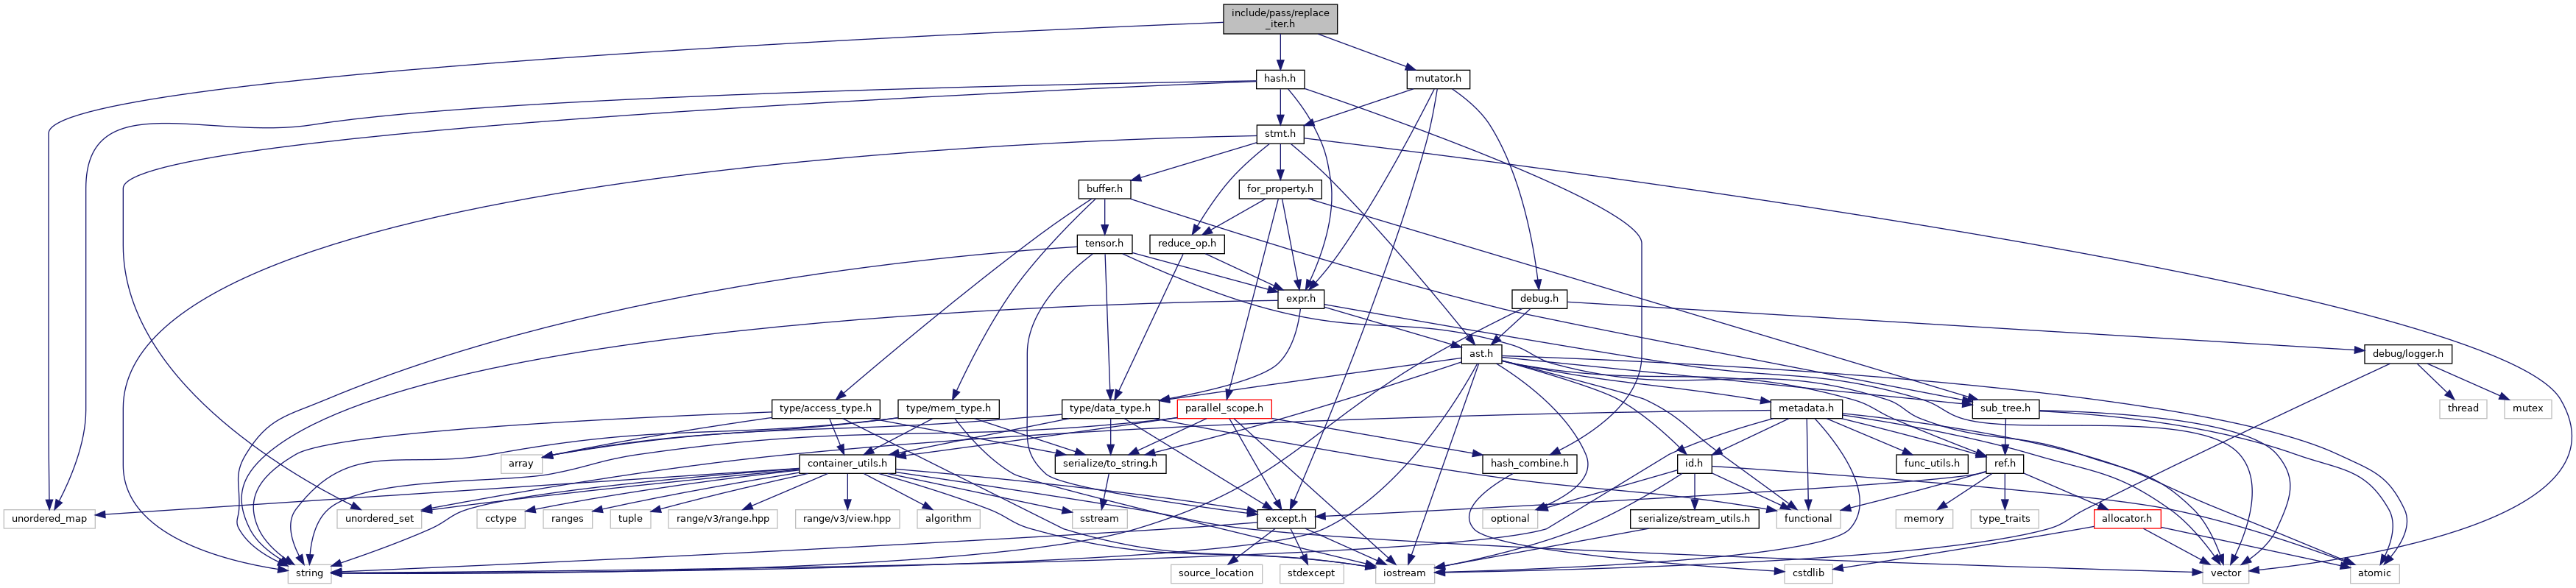 include/pass/replace
_iter.h
hash.h
mutator.h
stmt.h
buffer.h
for_property.h
tensor.h
reduce_op.h
expr.h
debug.h
ast.h
debug/logger.h
type/access_type.h
type/mem_type.h
type/data_type.h
parallel_scope.h
metadata.h
sub_tree.h
thread
mutex
array
container_utils.h
serialize/to_string.h
hash_combine.h
id.h
func_utils.h
ref.h
unordered_map
unordered_set
cctype
ranges
tuple
range/v3/range.hpp
range/v3/view.hpp
algorithm
sstream
except.h
optional
serialize/stream_utils.h
functional
memory
type_traits
allocator.h
string
source_location
stdexcept
iostream
cstdlib
vector
atomic